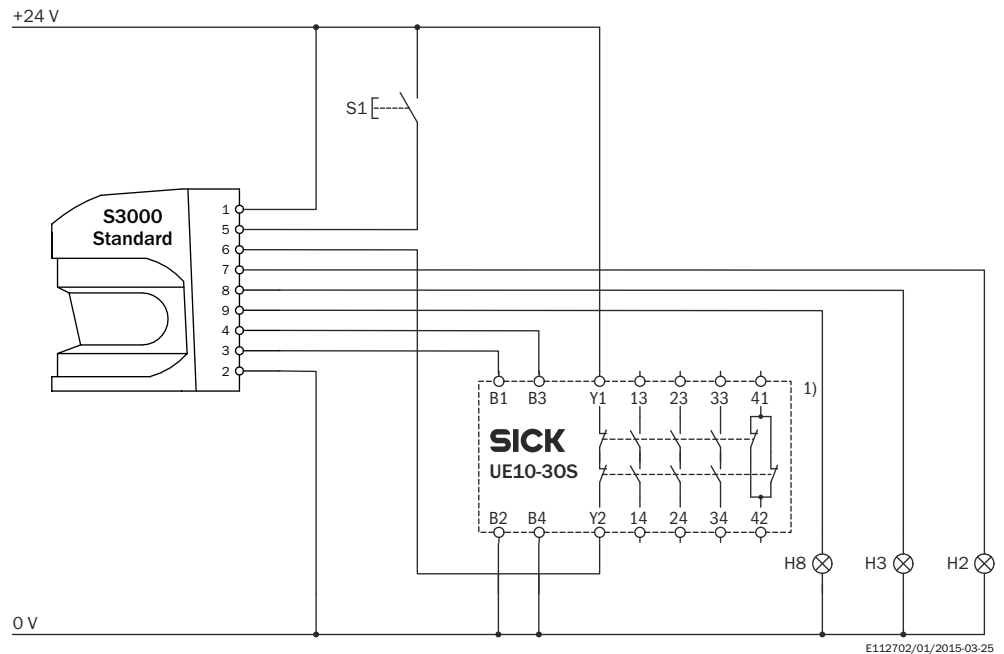 +24 V
S1
S3000
Standard
1
5
6
7
8
9
4
3
2
B1 B3 Y1 13 23 33 41 1)
SICK
UE10-3OS
B2 B4 Y2 14 24 34 42
H8 H3 H2
0 V
E112702/01/2015-03-25